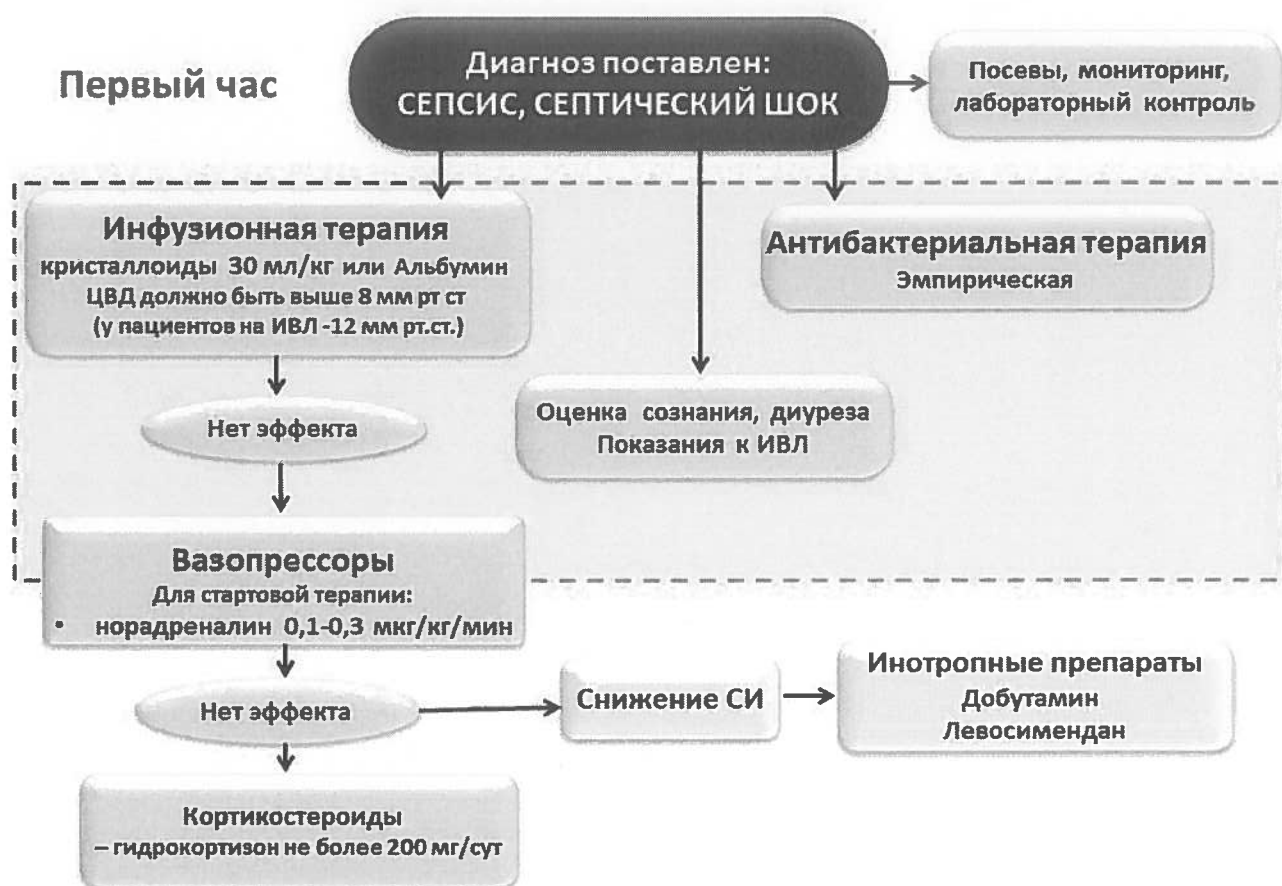 Первый час
Диагноз поставлен:
СЕПСИС, СЕПТИЧЕСКИЙ ШОК
Посевы, мониторинг,
лабораторный контроль
Инфузионная терапия
кристаллоиды 30 мл/кг или Альбумин
ЦВД должно быть выше 8 мм рт ст
(у пациентов на ИВЛ -12 мм рт.ст.)
Антибактериальная терапия
Эмпирическая
Нет эффекта
Оценка сознания, диуреза
Показания к ИВЛ
Вазопрессоры
Для стартовой терапии:
• норадреналин 0,1-0,3 мкг/кг/мин
Нет эффекта
Снижение СИ
Инотропные препараты
Добутамин
Левосимендан
Кортикостероиды
– гидрокортизон не более 200 мг/сут